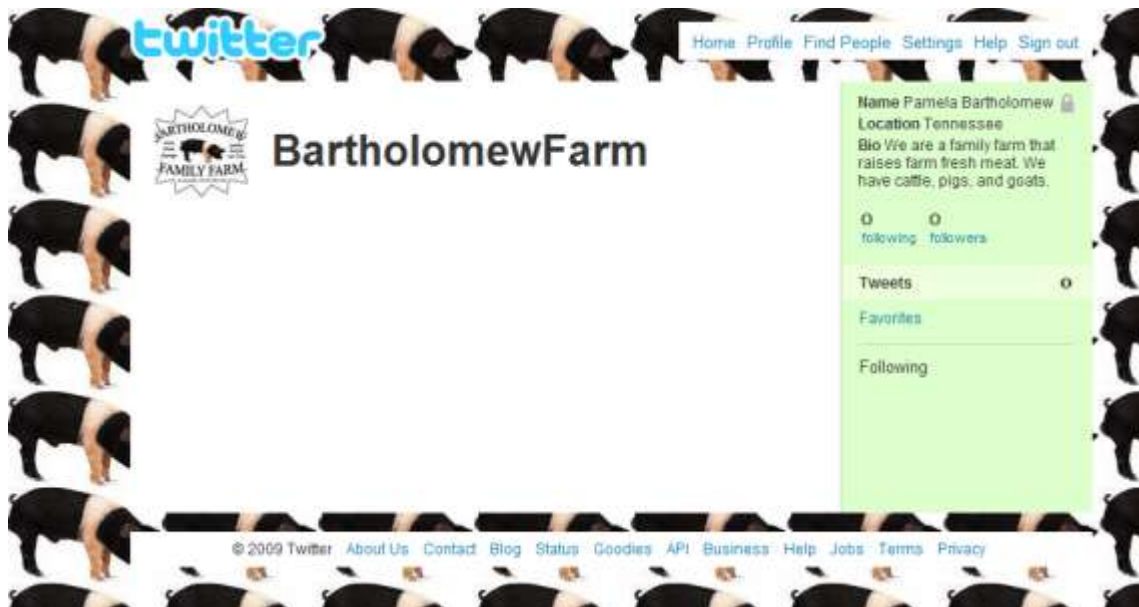 twitter
Home Profile Find People Settings Help Sign out
BARTHOLOMEW
FAMILY FARM
BartholomewFarm
Name Pamela Bartholomew
Location Tennessee
Bio We are a family farm that
raises farm fresh meat. We
have cattle, pigs, and goats.
0 0
following followers
Tweets 0
Favorites
Following
© 2009 Twitter About Us Contact Blog Status Goodies API Business Help Jobs Terms Privacy